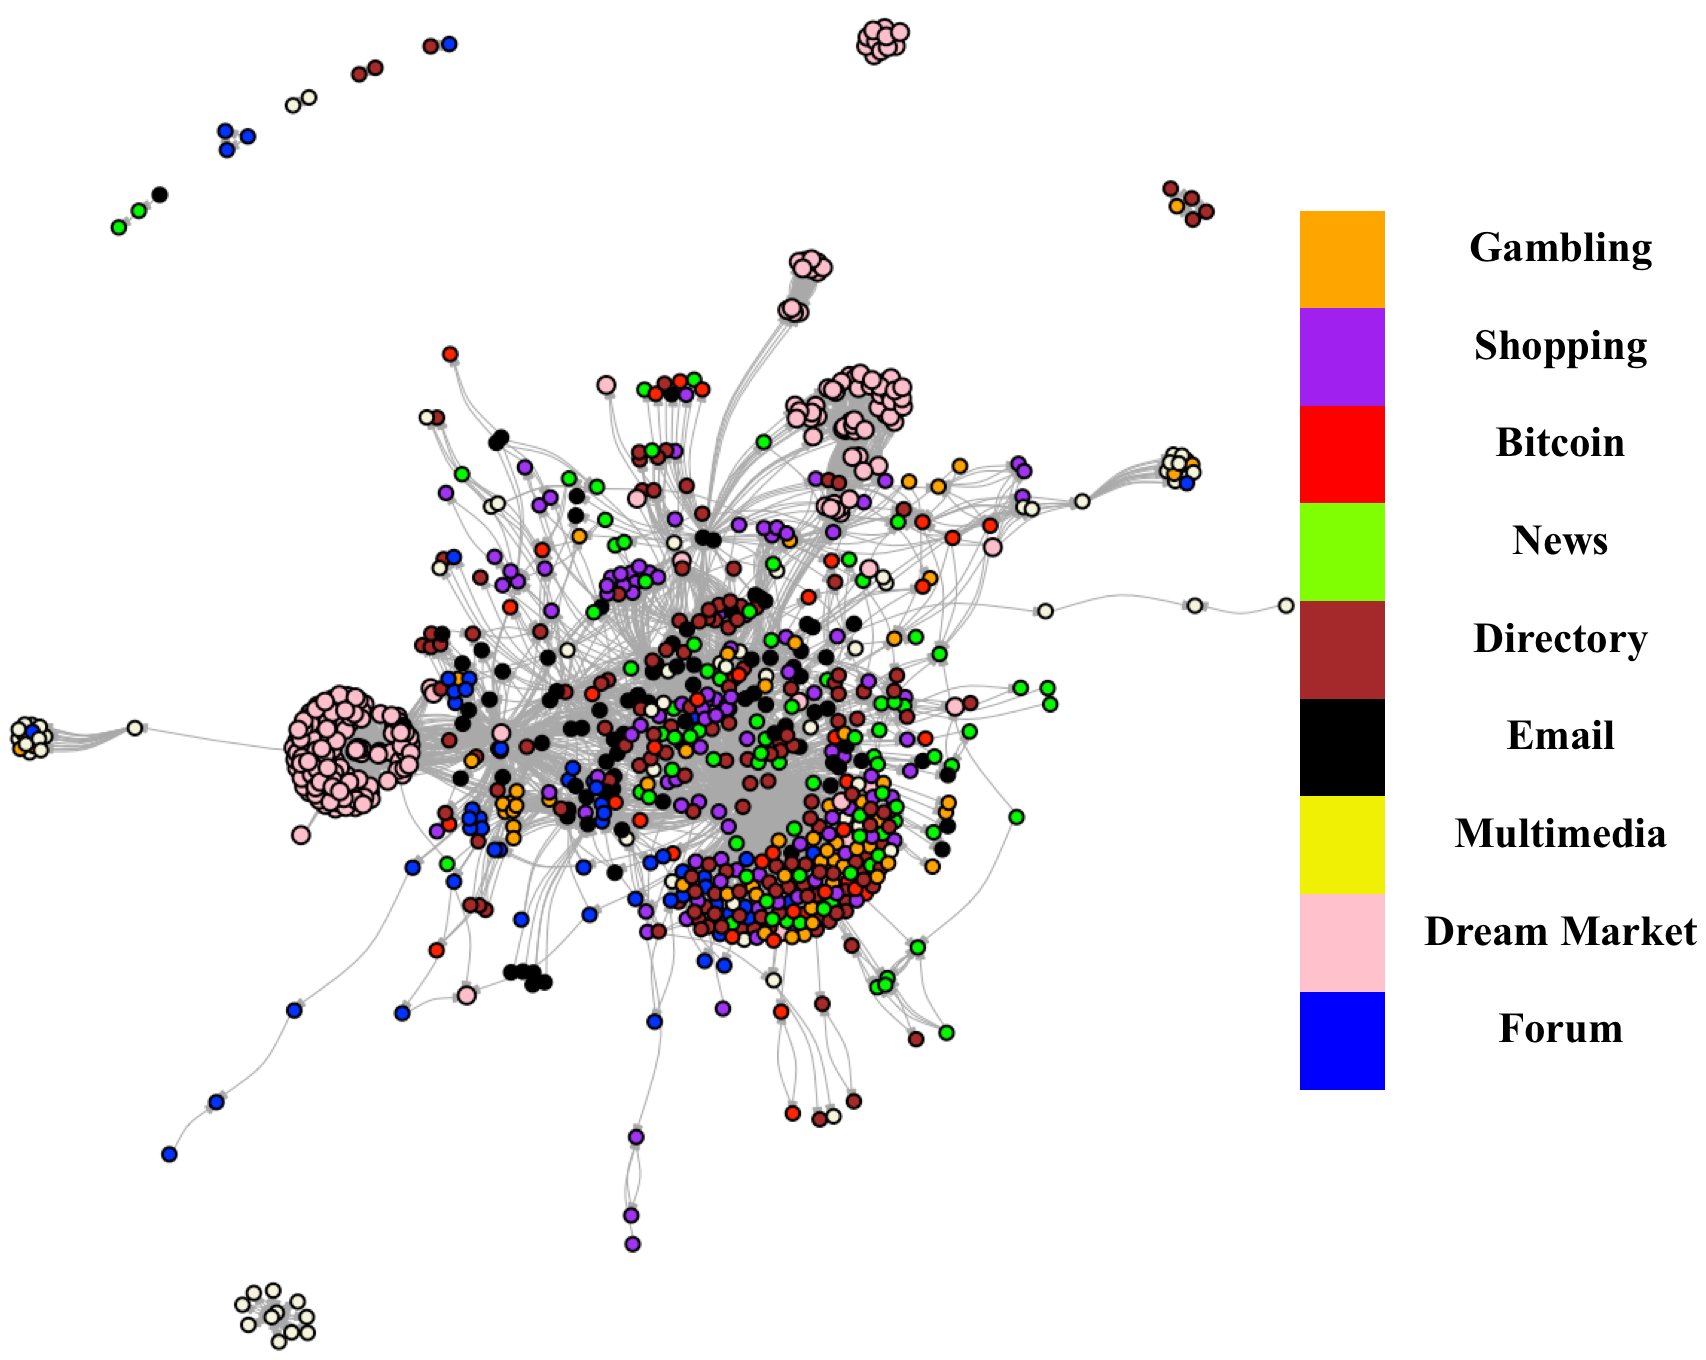 Gambling
Shopping
Bitcoin
News
Directory
Email
Multimedia
Dream Market
Forum